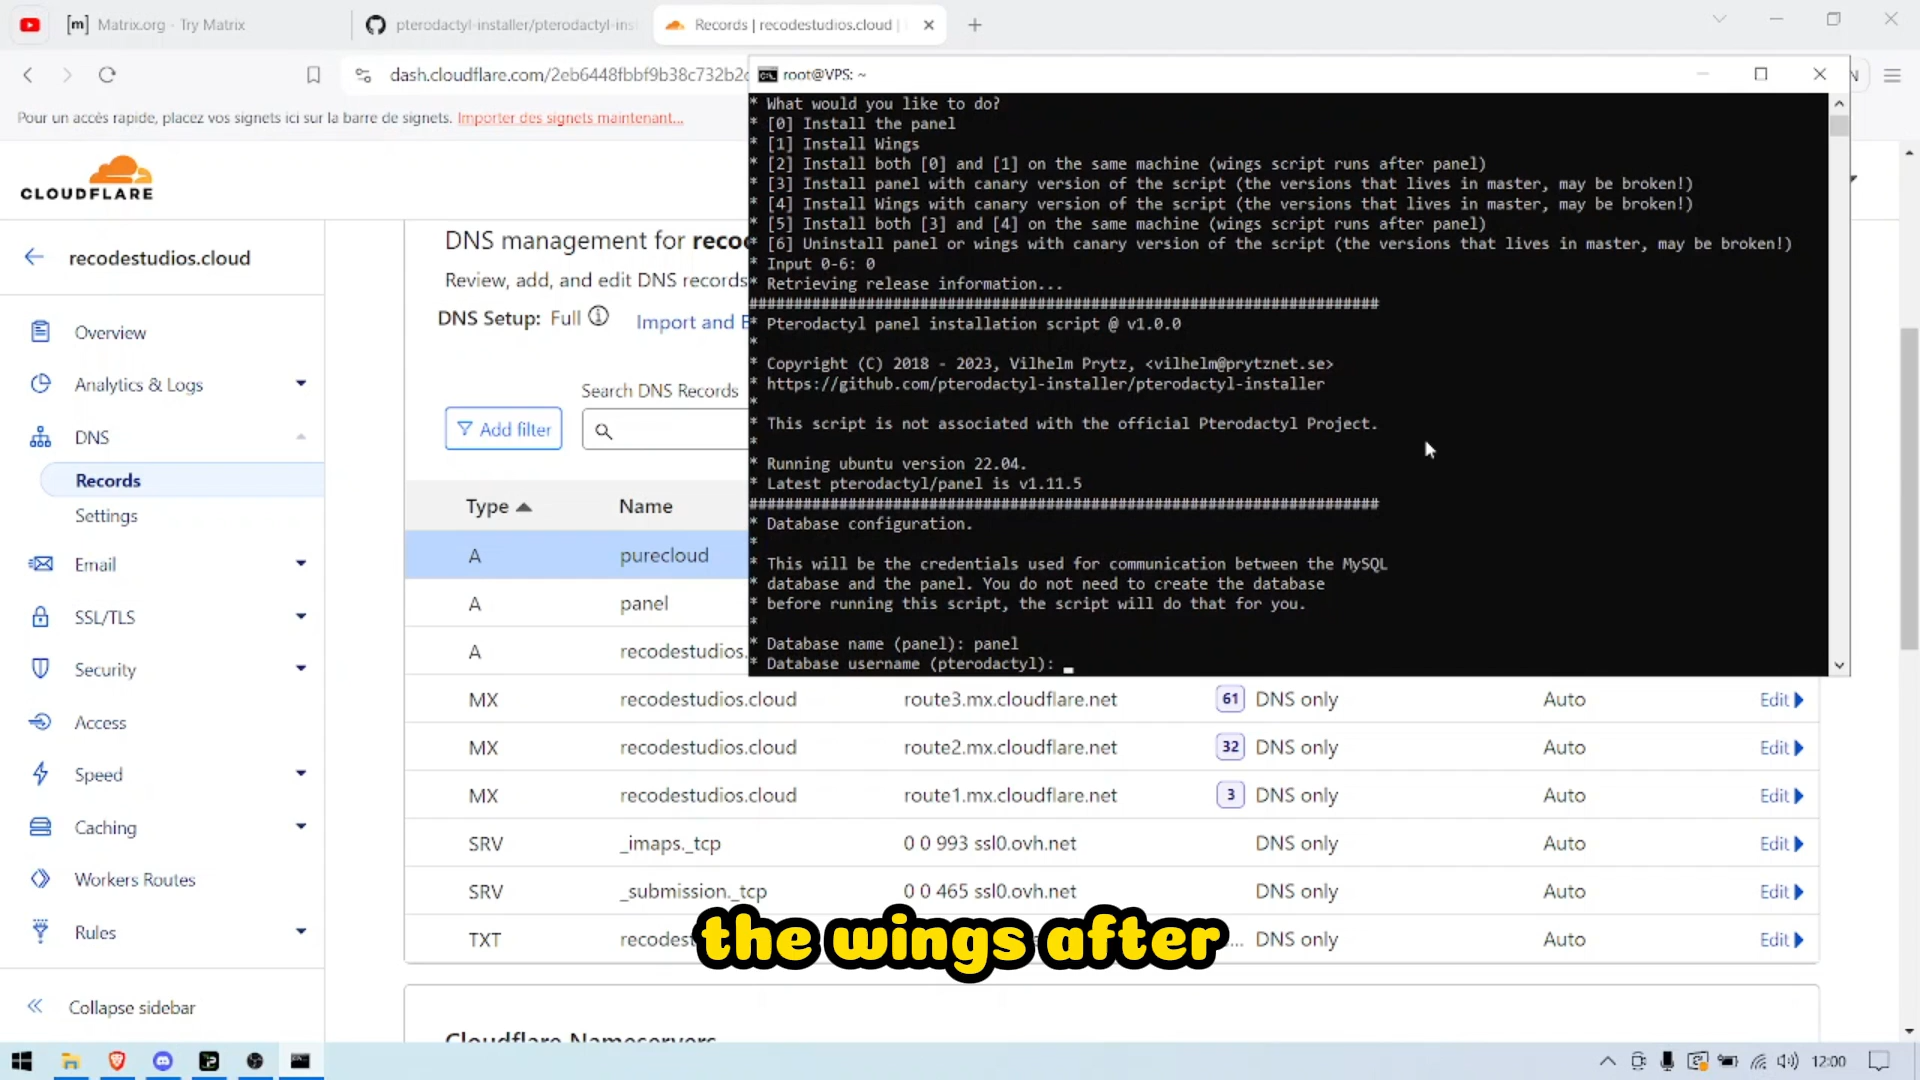 [m] Matrix.org - Try Matrix
pterodactyl-installer/pterodactyl-ins
Records | recodestudios.cloud |
dash.cloudflare.com/2eb6448fbbf9b38c732b2c
Pour un accès rapide, placez vos signets ici sur la barre de signets. Importer des signets maintenant...
CLOUDFLARE
recodestudios.cloud
Overview
Analytics & Logs
DNS
Records
Settings
Email
SSL/TLS
Security
Access
Speed
Caching
Workers Routes
Rules
Collapse sidebar
DNS management for reco
Review, add, and edit DNS records
DNS Setup: Full
Import and E
Search DNS Records
Add filter
Type Name
A purecloud
A panel
A recodestudios.
MX recodestudios.cloud route3.mx.cloudflare.net 61 DNS only Auto Edit
MX recodestudios.cloud route2.mx.cloudflare.net 32 DNS only Auto Edit
MX recodestudios.cloud route1.mx.cloudflare.net 3 DNS only Auto Edit
SRV _imaps._tcp 0 0 993 ssl0.ovh.net DNS only Auto Edit
SRV _submission._tcp 0 0 465 ssl0.ovh.net DNS only Auto Edit
TXT recodest ... DNS only Auto Edit
root@VPS: ~
* What would you like to do?
* [0] Install the panel
* [1] Install Wings
* [2] Install both [0] and [1] on the same machine (wings script runs after panel)
* [3] Install panel with canary version of the script (the versions that lives in master, may be broken!)
* [4] Install Wings with canary version of the script (the versions that lives in master, may be broken!)
* [5] Install both [3] and [4] on the same machine (wings script runs after panel)
* [6] Uninstall panel or wings with canary version of the script (the versions that lives in master, may be broken!)
* Input 0-6: 0
* Retrieving release information...
######################################################################
* Pterodactyl panel installation script @ v1.0.0
*
* Copyright (C) 2018 - 2023, Vilhelm Prytz, <vilhelm@prytznet.se>
* https://github.com/pterodactyl-installer/pterodactyl-installer
*
* This script is not associated with the official Pterodactyl Project.
*
* Running ubuntu version 22.04.
* Latest pterodactyl/panel is v1.11.5
######################################################################
* Database configuration.
*
* This will be the credentials used for communication between the MySQL
* database and the panel. You do not need to create the database
* before running this script, the script will do that for you.
*
* Database name (panel): panel
* Database username (pterodactyl): _
the wings after
Cloudflare Nameservers
12:00